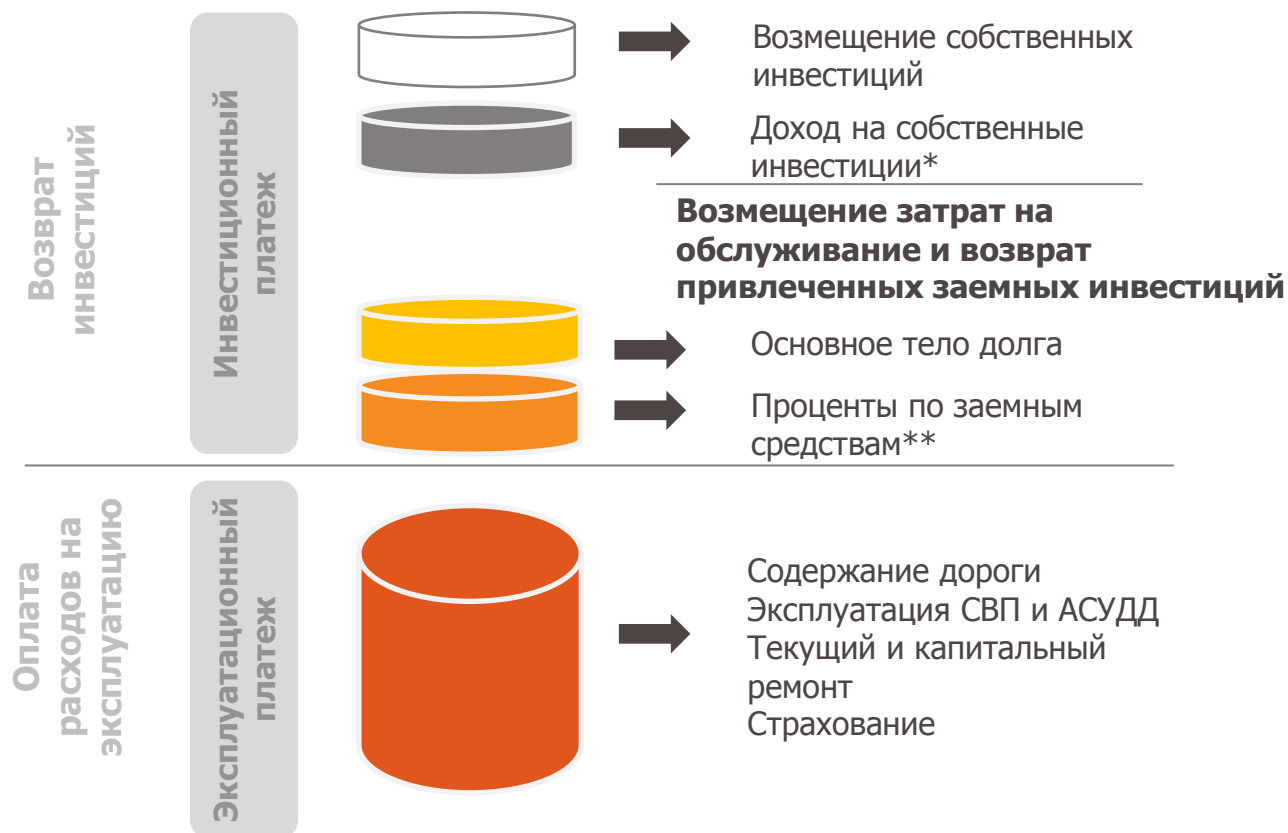 Возврат
инвестиций
Инвестиционный
платеж
Возмещение собственных
инвестиций
Доход на собственные
инвестиции*
Возмещение затрат на
обслуживание и возврат
привлеченных заемных инвестиций
Основное тело долга
Проценты по заемным
средствам**
Оплата
расходов на
эксплуатацию
Эксплуатационный
платеж
Содержание дороги
Эксплуатация СВП и АСУДД
Текущий и капитальный
ремонт
Страхование